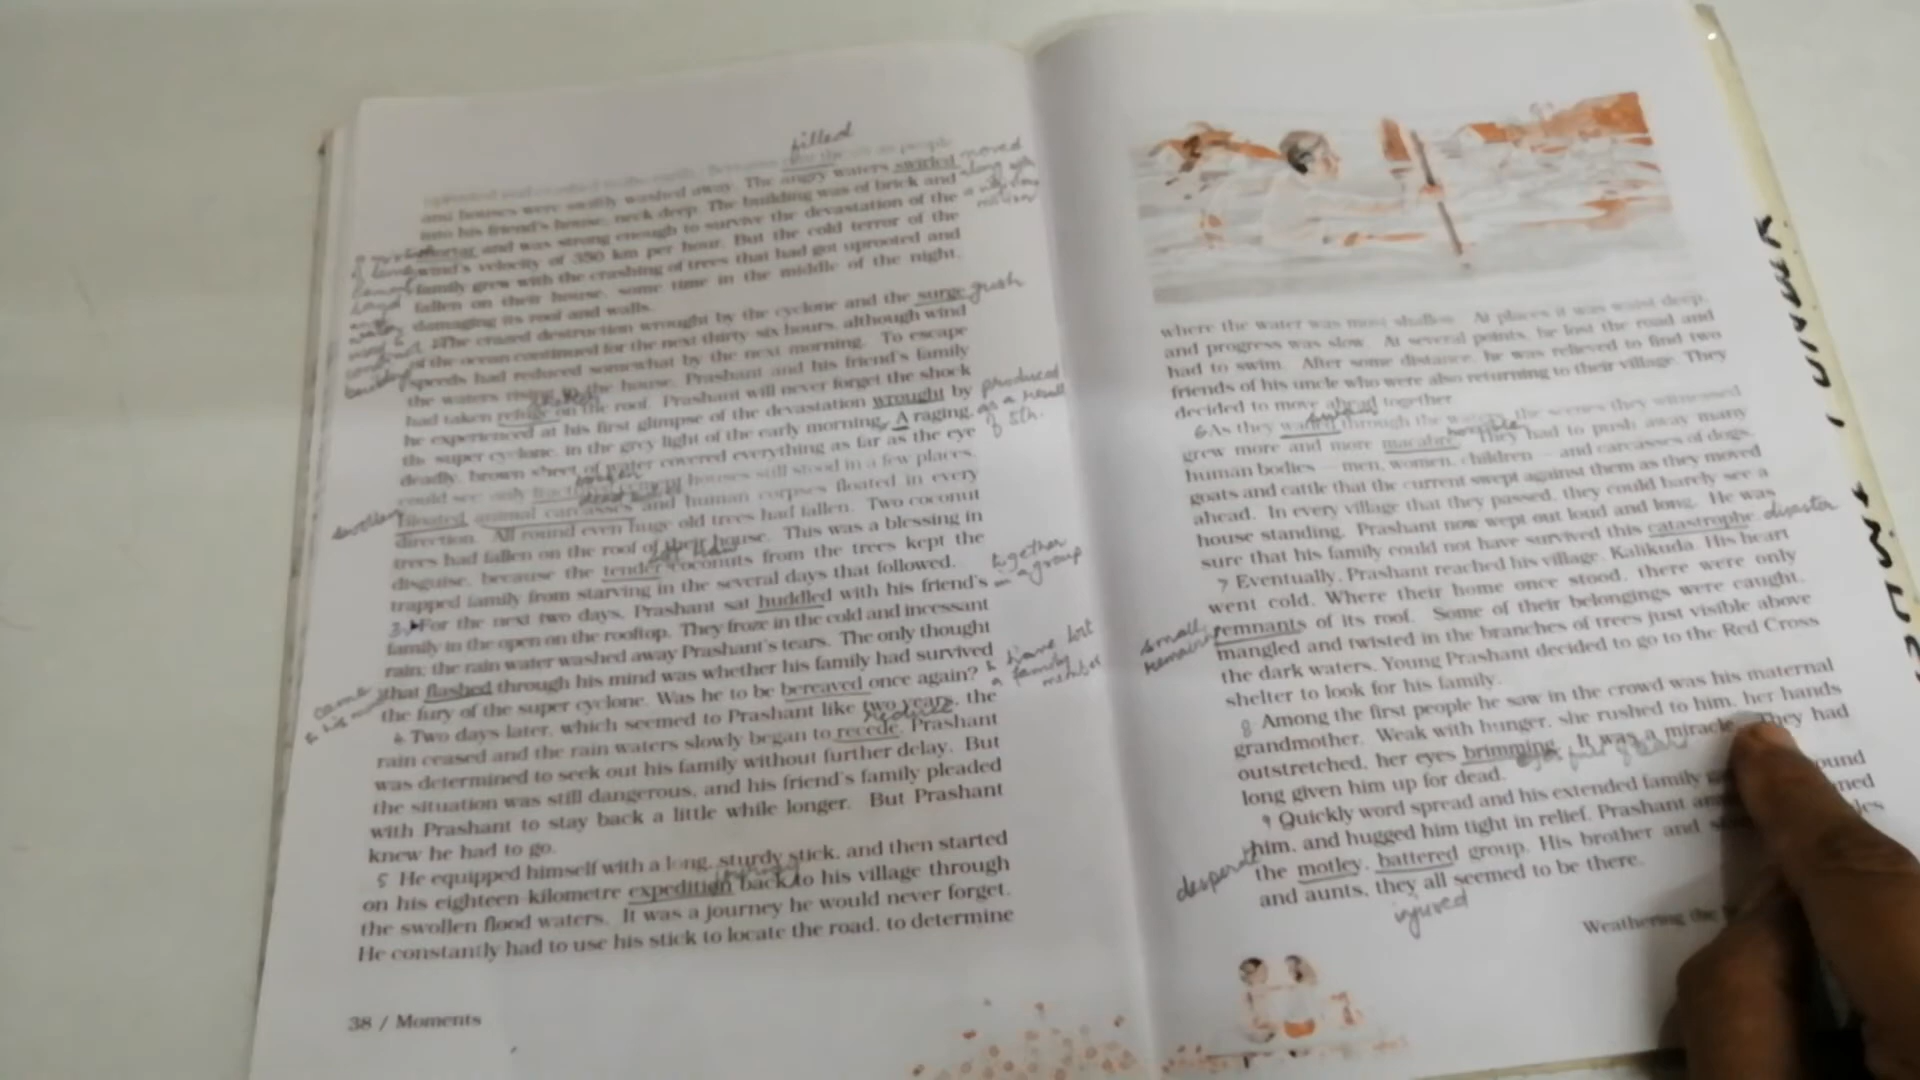 filled
and houses were swiftly washed away. The angry waters swirled moved
into his friend's house, neck deep. The building was of brick and
mortar and was strong enough to survive the devastation of the
wind's velocity of 350 km per hour. But the cold terror of the
family grew with the crashing of trees that had got uprooted and
fallen on their house, some time in the middle of the night,
damaging its roof and walls.
The crazed destruction wrought by the cyclone and the surge gush
of the ocean continued for the next thirty six hours, although wind
speeds had reduced somewhat by the next morning. To escape
the waters rising in the house, Prashant and his friend's family
had taken refuge on the roof. Prashant will never forget the shock
he experienced at his first glimpse of the devastation wrought by produced
the super cyclone, in the grey light of the early morning. A raging, as a result
deadly, brown sheet of water covered everything as far as the eye of sth.
could see; only fractured cement houses still stood in a few places.
Bloated animal carcasses and human corpses floated in every
direction. All round even huge old trees had fallen. Two coconut
trees had fallen on the roof of their house. This was a blessing in
disguise, because the tender coconuts from the trees kept the
trapped family from starving in the several days that followed.
together
in a group
3. For the next two days, Prashant sat huddled with his friend's
family in the open on the rooftop. They froze in the cold and incessant
rain; the rain water washed away Prashant's tears. The only thought
that flashed through his mind was whether his family had survived
the fury of the super cyclone. Was he to be bereaved once again?
have lost
a family
member
came
4 Two days later, which seemed to Prashant like two years, the
rain ceased and the rain waters slowly began to recede. Prashant
was determined to seek out his family without further delay. But
the situation was still dangerous, and his friend's family pleaded
with Prashant to stay back a little while longer. But Prashant
knew he had to go.
5 He equipped himself with a long, sturdy stick, and then started
on his eighteen-kilometre expedition back to his village through
the swollen flood waters. It was a journey he would never forget.
He constantly had to use his stick to locate the road, to determine
38 / Moments
where the water was most shallow. At places it was waist deep,
and progress was slow. At several points, he lost the road and
had to swim. After some distance, he was relieved to find two
friends of his uncle who were also returning to their village. They
decided to move ahead together.
6 As they waded through the waters, the scenes they witnessed
grew more and more macabre. They had to push away many
human bodies — men, women, children — and carcasses of dogs,
goats and cattle that the current swept against them as they moved
ahead. In every village that they passed, they could barely see a
house standing. Prashant now wept out loud and long. He was
sure that his family could not have survived this catastrophe. disaster
7 Eventually, Prashant reached his village, Kalikuda. His heart
went cold. Where their home once stood, there were only
small remnants of its roof. Some of their belongings were caught,
mangled and twisted in the branches of trees just visible above
the dark waters. Young Prashant decided to go to the Red Cross
shelter to look for his family.
8 Among the first people he saw in the crowd was his maternal
grandmother. Weak with hunger, she rushed to him, her hands
outstretched, her eyes brimming. It was a miracle. They had
long given him up for dead.
9 Quickly word spread and his extended family
him, and hugged him tight in relief. Prashant
the motley, battered group. His brother and
and aunts, they all seemed to be there.
injured
Weathering the